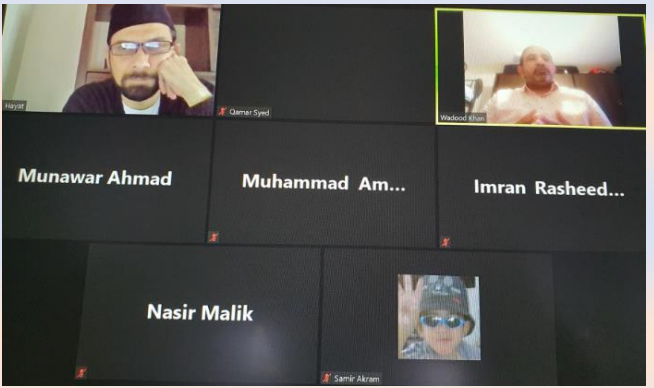 Hayat
Qamar Syed
Wadood Khan
Munawar Ahmad
Muhammad Am...
Imran Rasheed...
Nasir Malik
Samir Akram